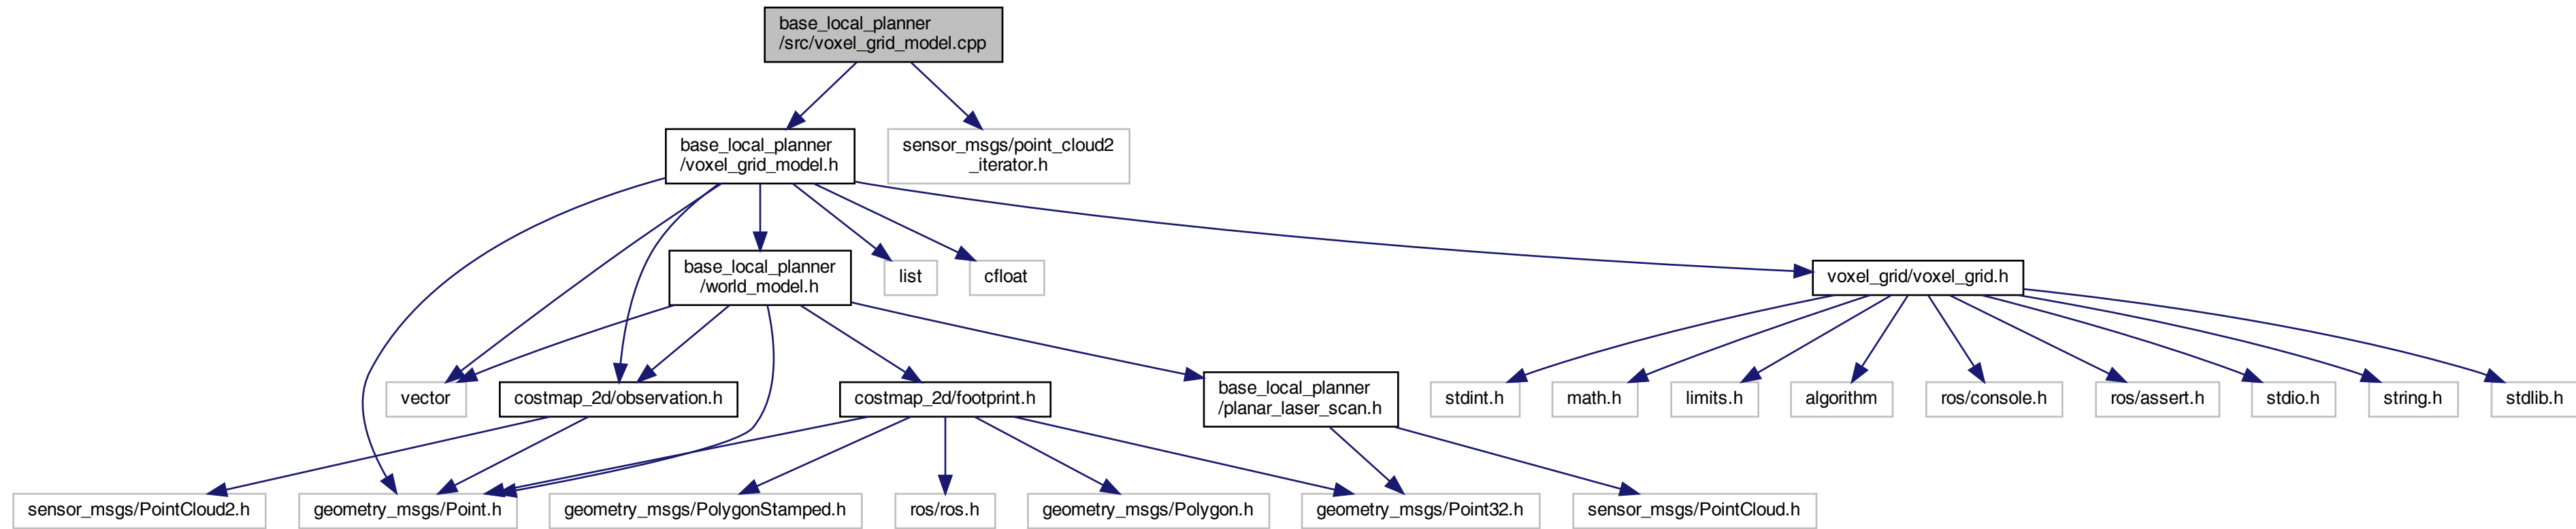 base_local_planner
/src/voxel_grid_model.cpp
base_local_planner
/voxel_grid_model.h
sensor_msgs/point_cloud2
_iterator.h
base_local_planner
/world_model.h
list
cfloat
voxel_grid/voxel_grid.h
vector
costmap_2d/observation.h
costmap_2d/footprint.h
base_local_planner
/planar_laser_scan.h
stdint.h
math.h
limits.h
algorithm
ros/console.h
ros/assert.h
stdio.h
string.h
stdlib.h
sensor_msgs/PointCloud2.h
geometry_msgs/Point.h
geometry_msgs/PolygonStamped.h
ros/ros.h
geometry_msgs/Polygon.h
geometry_msgs/Point32.h
sensor_msgs/PointCloud.h